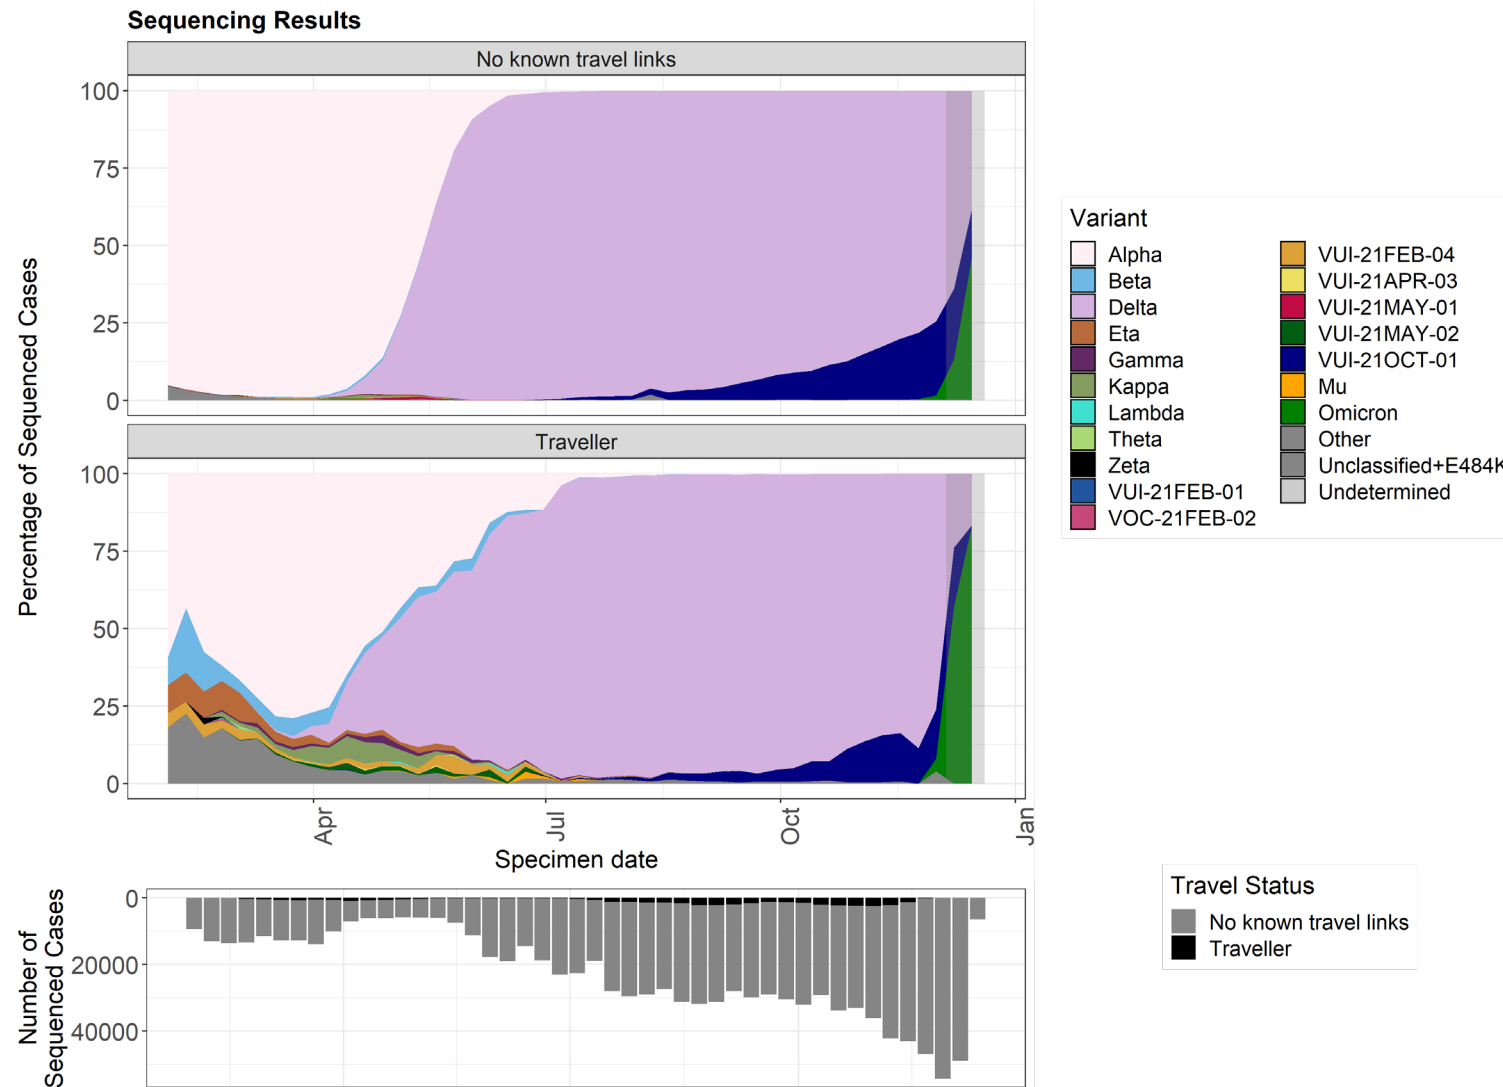 Sequencing Results
No known travel links
100
75
50
25
0
Traveller
100
75
50
25
0
Percentage of Sequenced Cases
Apr
Jul
Oct
Jan
Specimen date
0
20000
40000
Number of
Sequenced Cases
Variant
Alpha
Beta
Delta
Eta
Gamma
Kappa
Lambda
Theta
Zeta
VUI-21FEB-01
VOC-21FEB-02
VUI-21FEB-04
VUI-21APR-03
VUI-21MAY-01
VUI-21MAY-02
VUI-21OCT-01
Mu
Omicron
Other
Unclassified+E484K
Undetermined
Travel Status
No known travel links
Traveller